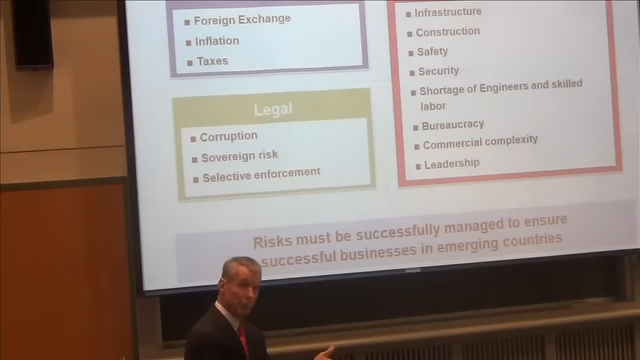 Foreign Exchange
Inflation
Taxes
Legal
Corruption
Sovereign risk
Selective enforcement
Infrastructure
Construction
Safety
Security
Shortage of Engineers and skilled
labor
Bureaucracy
Commercial complexity
Leadership
Risks must be successfully managed to ensure
successful businesses in emerging countries